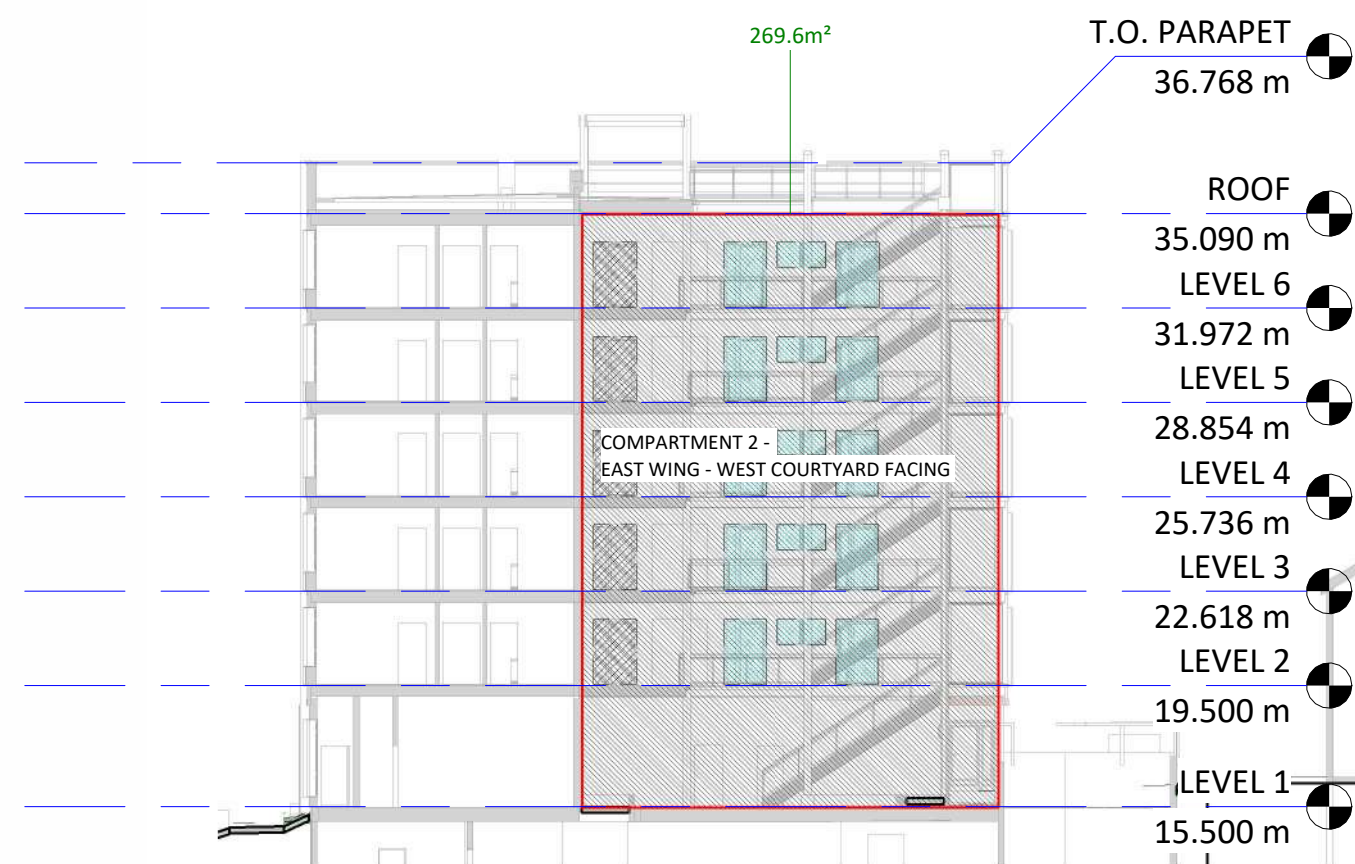 269.6m²
T.O. PARAPET
36.768 m
ROOF
35.090 m
LEVEL 6
31.972 m
LEVEL 5
28.854 m
COMPARTMENT 2 -
EAST WING - WEST COURTYARD FACING
LEVEL 4
25.736 m
LEVEL 3
22.618 m
LEVEL 2
19.500 m
LEVEL 1
15.500 m